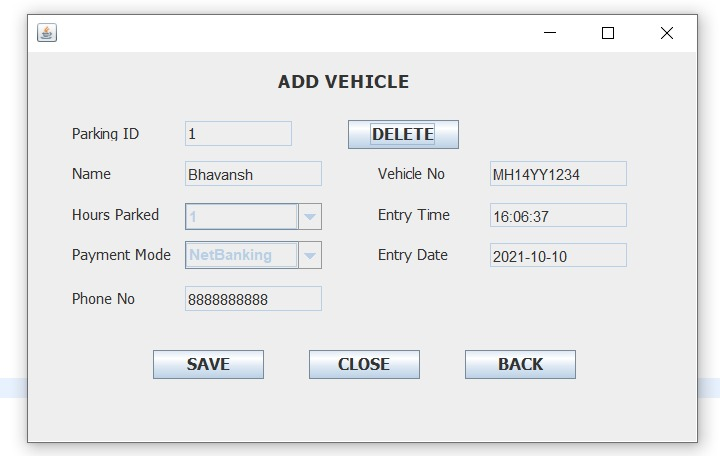 ADD VEHICLE
Parking ID 1 DELETE
Name Bhavansh Vehicle No MH14YY1234
Hours Parked 1 Entry Time 16:06:37
Payment Mode NetBanking Entry Date 2021-10-10
Phone No 8888888888
SAVE CLOSE BACK